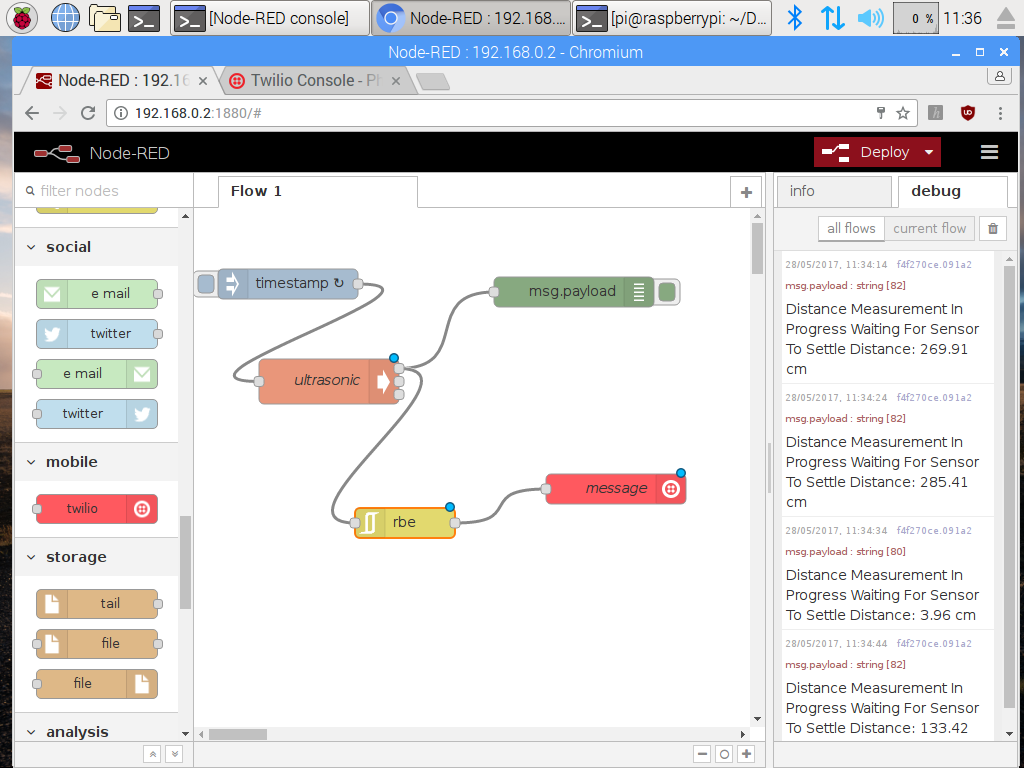 [Node-RED console]
Node-RED : 192.168....
[pi@raspberrypi: ~/D...
0 %
11:36
Node-RED : 192.168.0.2 - Chromium
Node-RED : 192.16
Twilio Console - Ph
192.168.0.2:1880/#
Node-RED
Deploy
filter nodes
Flow 1
info
debug
all flows
current flow
social
e mail
twitter
e mail
twitter
mobile
twilio
storage
tail
file
file
analysis
timestamp ↻
msg.payload
ultrasonic
rbe
message
28/05/2017, 11:34:14 f4f270ce.091a2
msg.payload : string [82]
Distance Measurement In
Progress Waiting For Sensor
To Settle Distance: 269.91
cm
28/05/2017, 11:34:24 f4f270ce.091a2
msg.payload : string [82]
Distance Measurement In
Progress Waiting For Sensor
To Settle Distance: 285.41
cm
28/05/2017, 11:34:34 f4f270ce.091a2
msg.payload : string [80]
Distance Measurement In
Progress Waiting For Sensor
To Settle Distance: 3.96 cm
28/05/2017, 11:34:44 f4f270ce.091a2
msg.payload : string [82]
Distance Measurement In
Progress Waiting For Sensor
To Settle Distance: 133.42